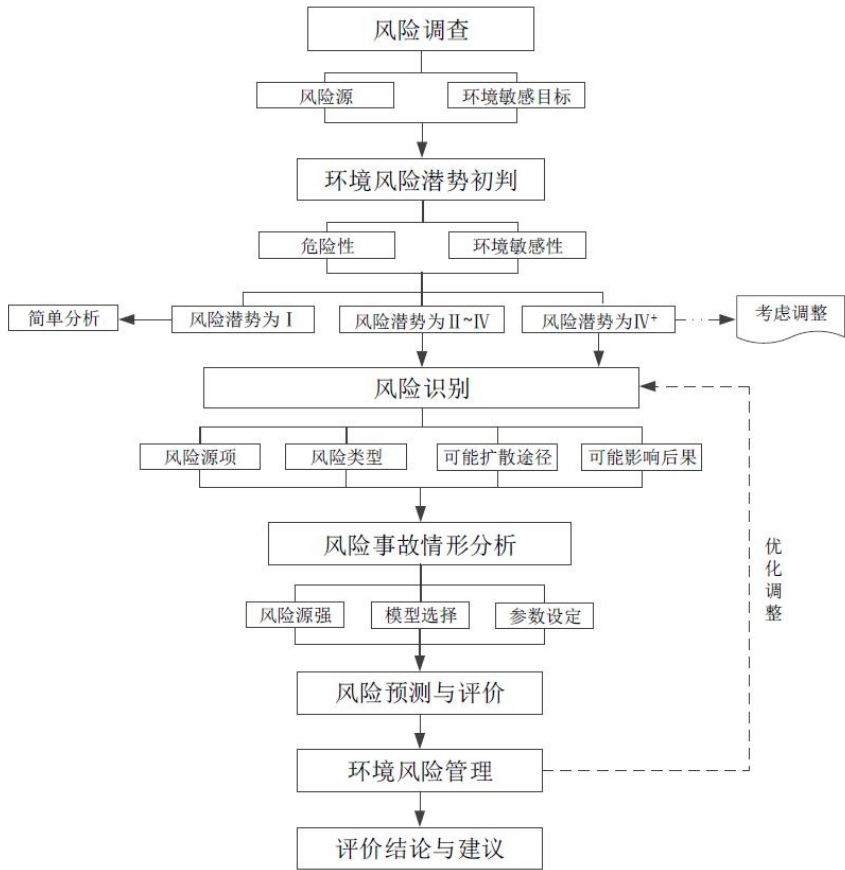 风险调查
风险源
环境敏感目标
环境风险潜势初判
危险性
环境敏感性
简单分析
风险潜势为Ⅰ
风险潜势为Ⅱ~Ⅳ
风险潜势为Ⅳ+
考虑调整
风险识别
风险源项
风险类型
可能扩散途径
可能影响后果
风险事故情形分析
优化调整
风险源强
模型选择
参数设定
风险预测与评价
环境风险管理
评价结论与建议